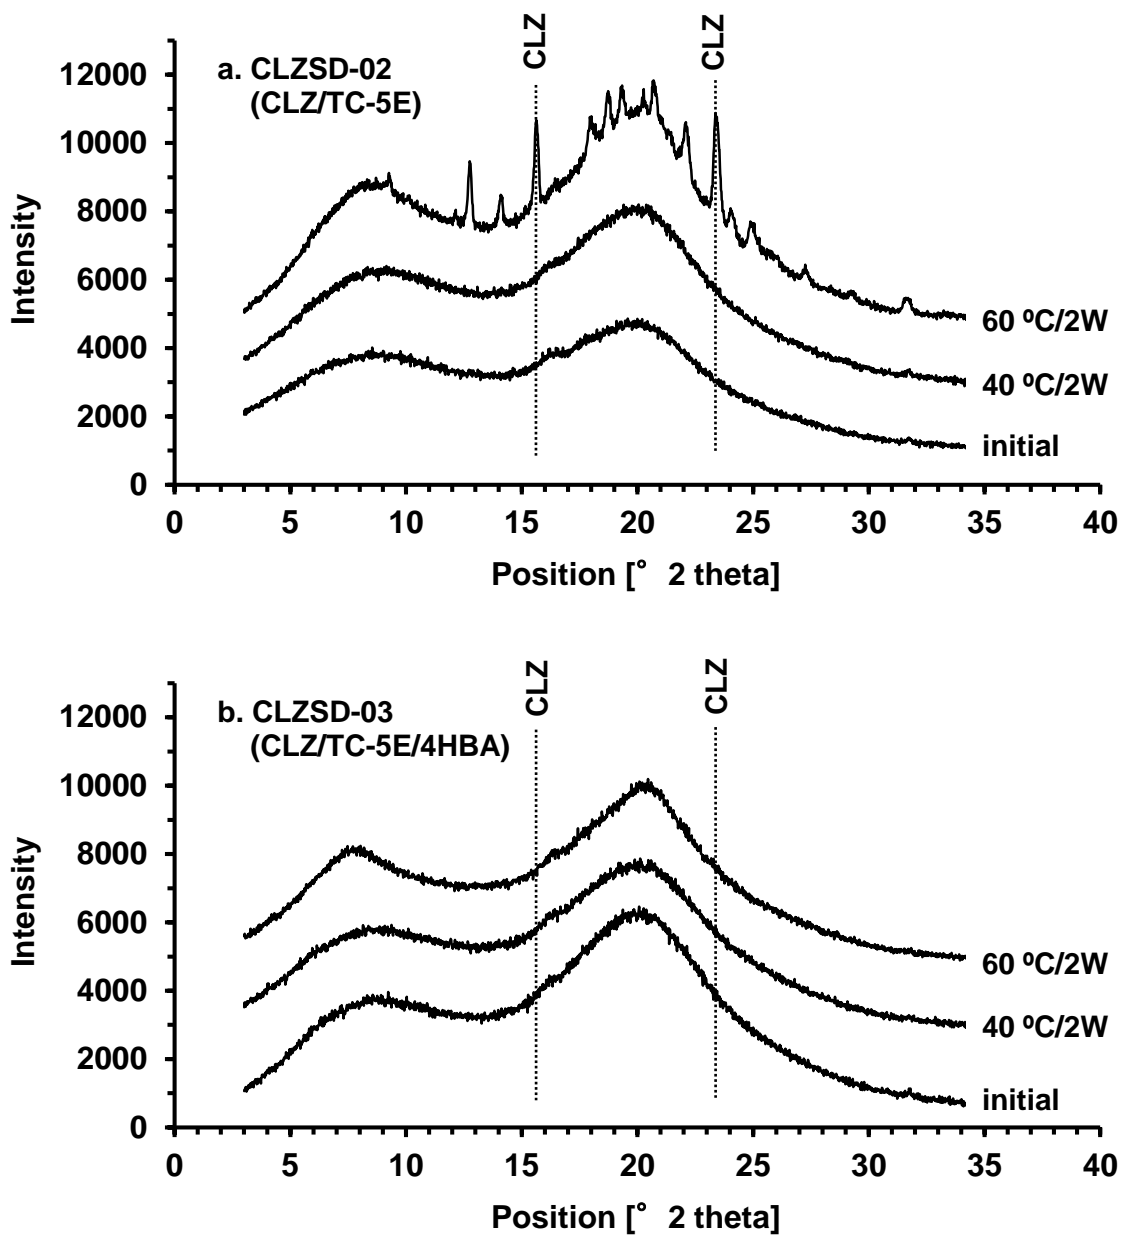 CLZ
CLZ
a. CLZSD-02
(CLZ/TC-5E)
12000
10000
8000
6000
4000
2000
0
Intensity
60 ºC/2W
40 ºC/2W
initial
0 5 10 15 20 25 30 35 40
Position [° 2 theta]
CLZ
CLZ
b. CLZSD-03
(CLZ/TC-5E/4HBA)
12000
10000
8000
6000
4000
2000
0
Intensity
60 ºC/2W
40 ºC/2W
initial
0 5 10 15 20 25 30 35 40
Position [° 2 theta]